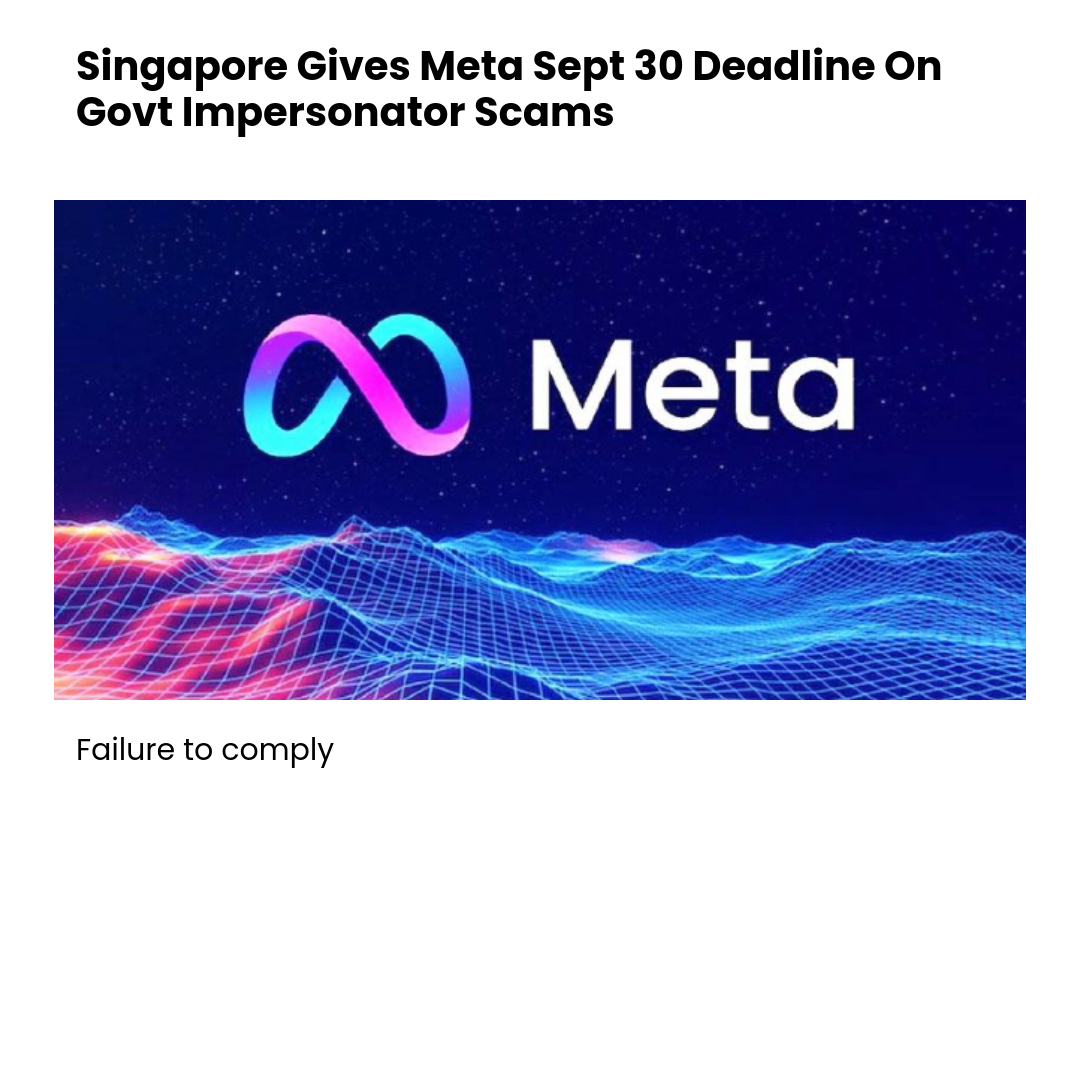 Singapore Gives Meta Sept 30 Deadline On
Govt Impersonator Scams
Meta
Failure to comply